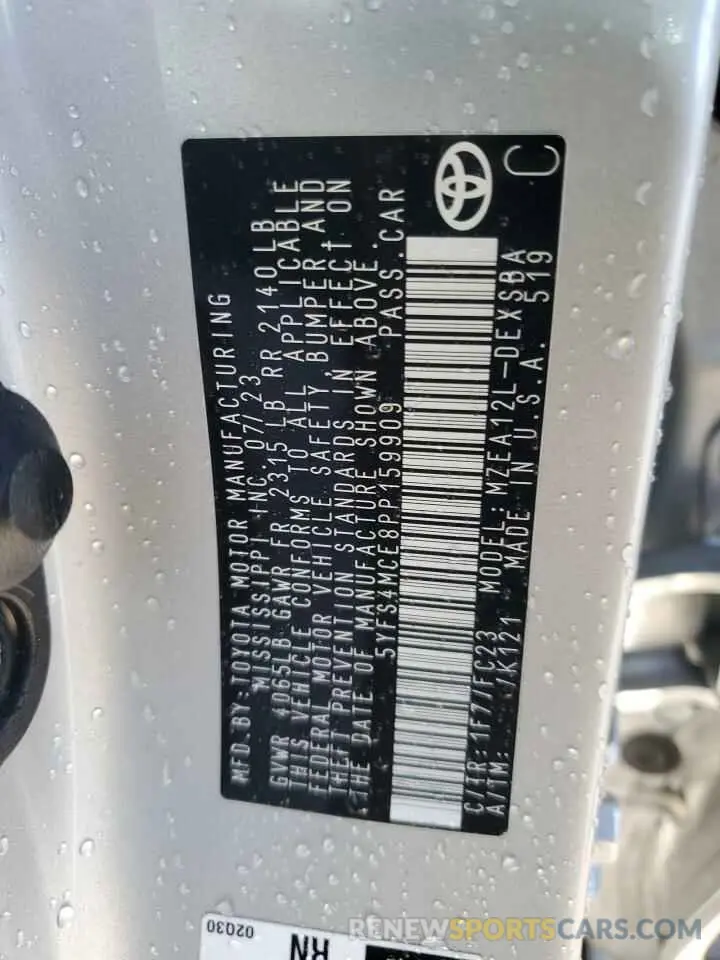 MFD.BY:TOYOTA MOTOR MANUFACTURING
MISSISSIPPI INC. 07/23
GVWR 4065LB GAWR FR 2315 LB RR 2140LB
THIS VEHICLE CONFORMS TO ALL APPLICABLE
FEDERAL MOTOR VEHICLE SAFETY, BUMPER AND
THEFT PREVENTION STANDARDS IN EFFECT ON
THE DATE OF MANUFACTURE SHOWN ABOVE.
5YFS4MCE8PP159909 PASS.CAR
C/TR:1F7/FC23 MODEL:MZEA12L-DEXSBA
A/TM: /K121 MADE IN U.S.A. 519
C
02030
RN
RENEWSPORTSCARS.COM